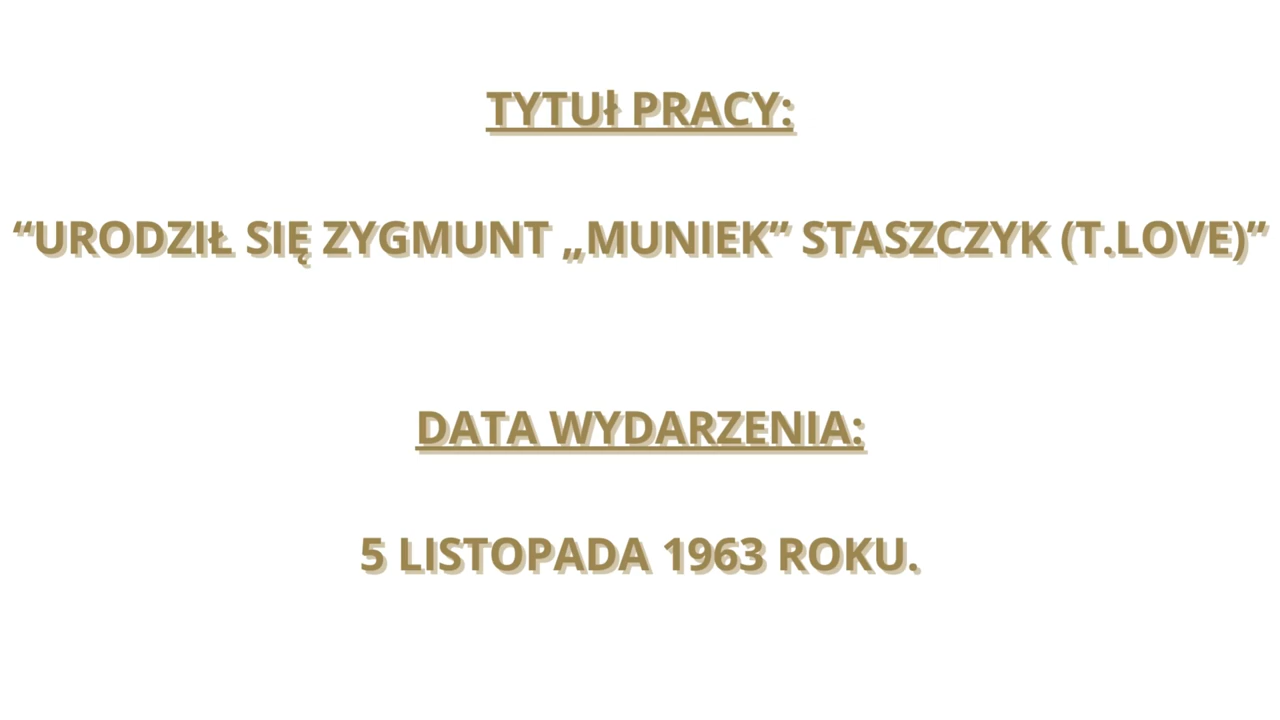 TYTUł PRACY:
“URODZIŁ SIĘ ZYGMUNT „MUNIEK” STASZCZYK (T.LOVE)”
DATA WYDARZENIA:
5 LISTOPADA 1963 ROKU.